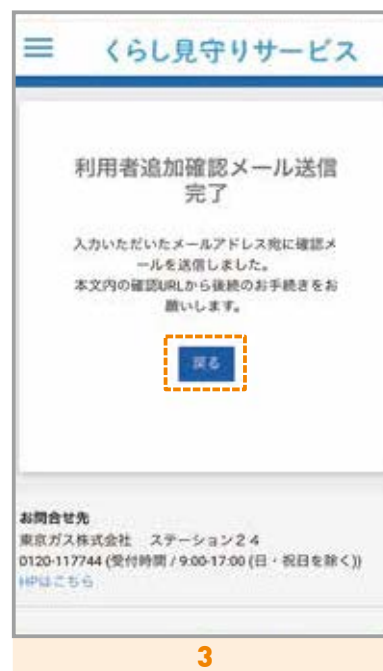 くらし見守りサービス
利用者追加確認メール送信
完了
入力いただいたメールアドレス宛に確認メ
ールを送信しました。
本文内の確認URLから後続のお手続きをお
願いします。
戻る
お問合せ先
東京ガス株式会社　ステーション２４
0120-117744 (受付時間 / 9:00-17:00 (日・祝日を除く))
HPはこちら
3